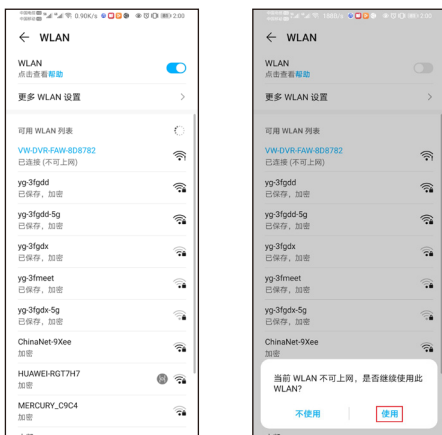 0.90K/s 2:00
WLAN
WLAN
点击查看帮助
更多 WLAN 设置
可用 WLAN 列表
VW-DVR-FAW-8D8782
已连接 (不可上网)
yg-3fgdd
已保存，加密
yg-3fgdd-5g
已保存，加密
yg-3fgdx
已保存，加密
yg-3fmeet
已保存，加密
yg-3fgdx-5g
已保存，加密
ChinaNet-9Xee
加密
HUAWEI-RGT7H7
加密
MERCURY_C9C4
加密
2:00
WLAN
WLAN
点击查看帮助
更多 WLAN 设置
可用 WLAN 列表
VW-DVR-FAW-8D8782
已连接 (不可上网)
yg-3fgdd
已保存，加密
yg-3fgdd-5g
已保存，加密
yg-3fgdx
已保存，加密
yg-3fmeet
已保存，加密
yg-3fgdx-5g
已保存，加密
ChinaNet-9Xee
加密
当前 WLAN 不可上网，是否继续使用此
WLAN?
不使用 使用